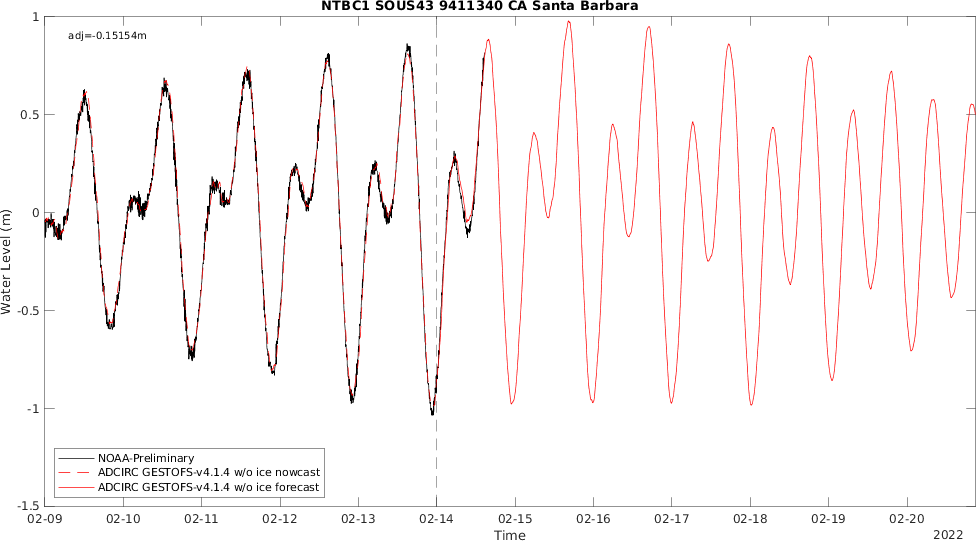 NTBC1 SOUS43 9411340 CA Santa Barbara
adj=-0.15154m
1
0.5
0
-0.5
-1
-1.5
Water Level (m)
NOAA-Preliminary
ADCIRC GESTOFS-v4.1.4 w/o ice nowcast
ADCIRC GESTOFS-v4.1.4 w/o ice forecast
02-09 02-10 02-11 02-12 02-13 02-14 02-15 02-16 02-17 02-18 02-19 02-20
Time
2022